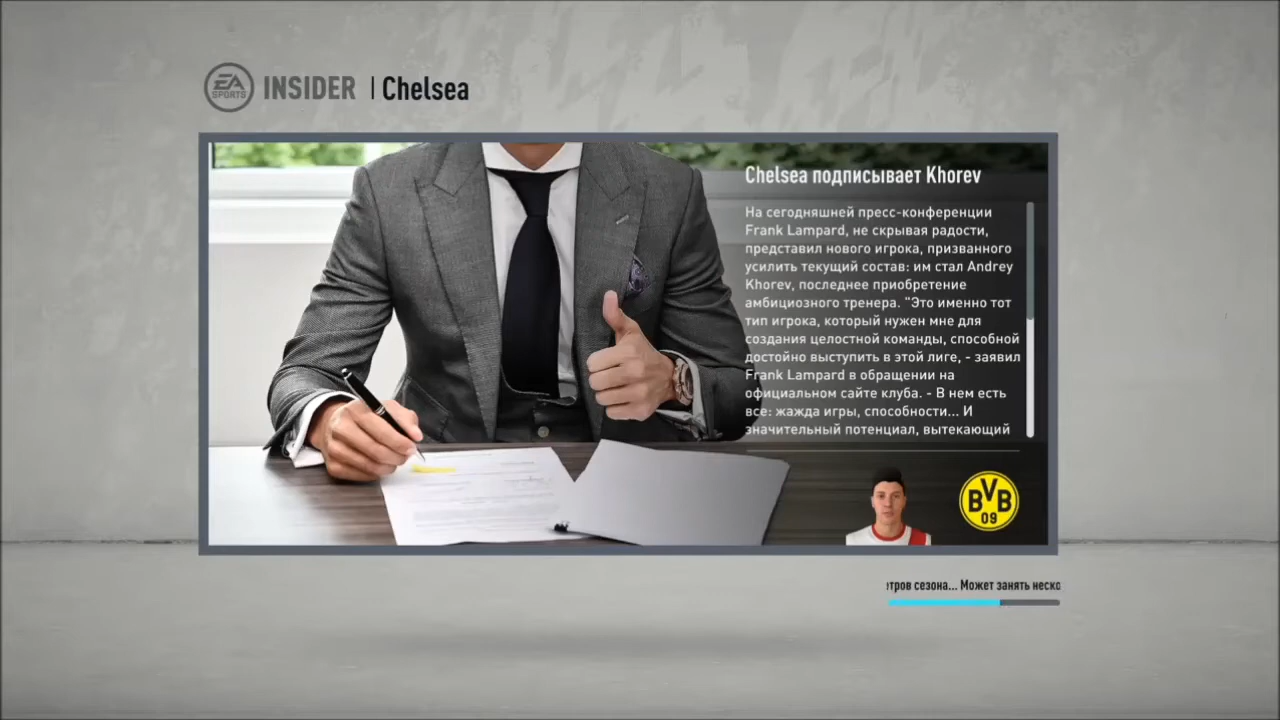 EA SPORTS INSIDER | Chelsea
Chelsea подписывает Khorev
На сегодняшней пресс-конференции
Frank Lampard, не скрывая радости,
представил нового игрока, призванного
усилить текущий состав: им стал Andrey
Khorev, последнее приобретение
амбициозного тренера. "Это именно тот
тип игрока, который нужен мне для
создания целостной команды, способной
достойно выступить в этой лиге, - заявил
Frank Lampard в обращении на
официальном сайте клуба. - В нем есть
все: жажда игры, способности... И
значительный потенциал, вытекающий
BVB
09
тров сезона... Может занять неско